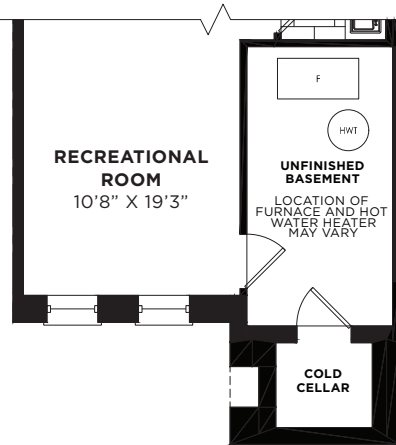 F
HWT
RECREATIONAL
ROOM
10'8" X 19'3"
UNFINISHED
BASEMENT
LOCATION OF
FURNACE AND HOT
WATER HEATER
MAY VARY
COLD
CELLAR